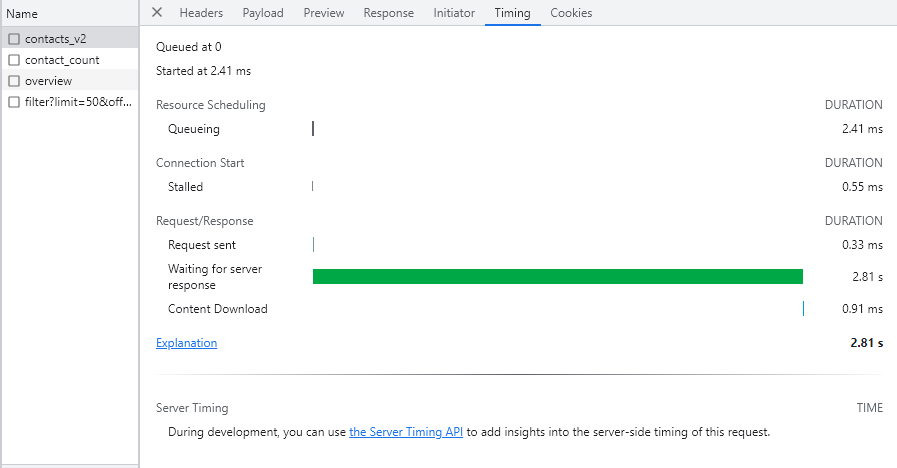 Name
contacts_v2
contact_count
overview
filter?limit=50&off...
Headers Payload Preview Response Initiator Timing Cookies
Queued at 0
Started at 2.41 ms
Resource Scheduling DURATION
Queueing 2.41 ms
Connection Start DURATION
Stalled 0.55 ms
Request/Response DURATION
Request sent 0.33 ms
Waiting for server
response 2.81 s
Content Download 0.91 ms
Explanation 2.81 s
Server Timing TIME
During development, you can use the Server Timing API to add insights into the server-side timing of this request.